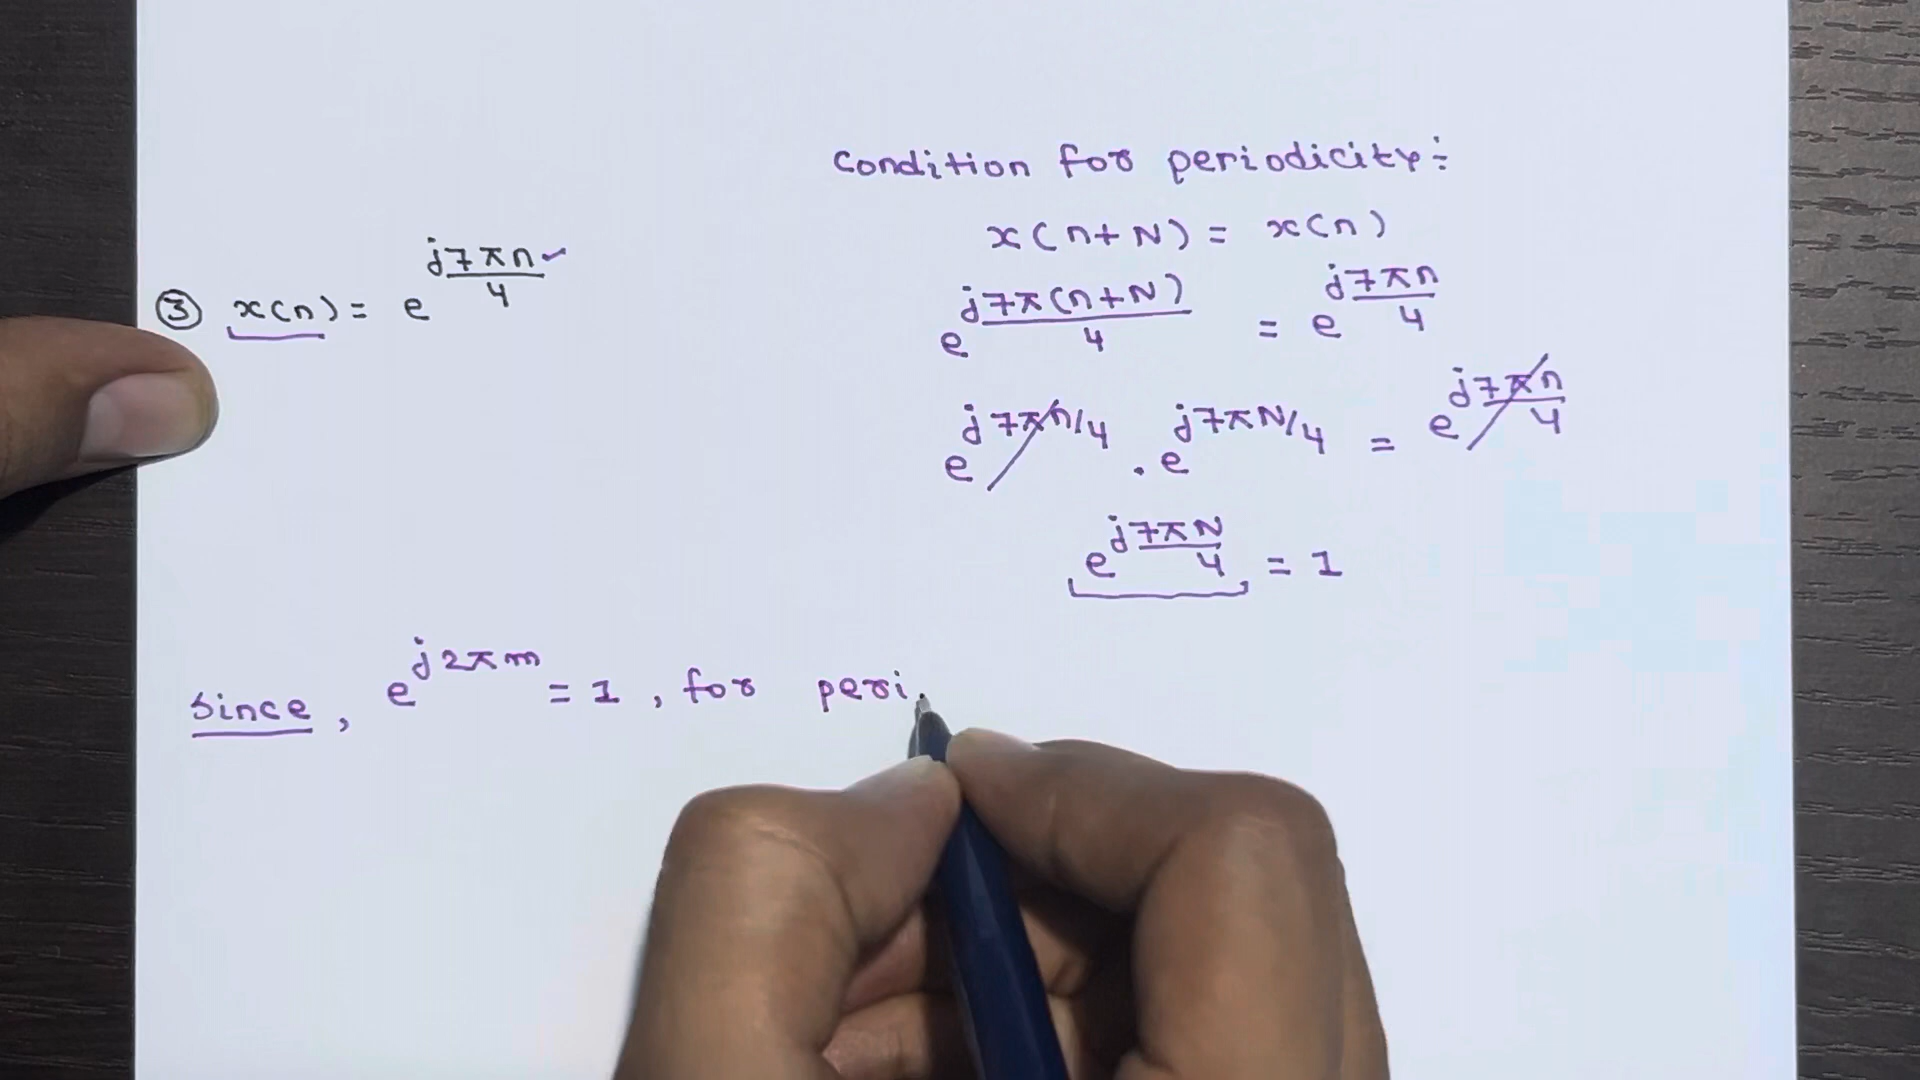 Condition for periodicity:
x(n+N) = x(n)
③ x(n) = e^{j7πn/4}
e^{j7π(n+N)/4} = e^{j7πn/4}
e^{j7πn/4} . e^{j7πN/4} = e^{j7πn/4}
e^{j7πN/4} = 1
Since, e^{j2πm} = 1, for peri